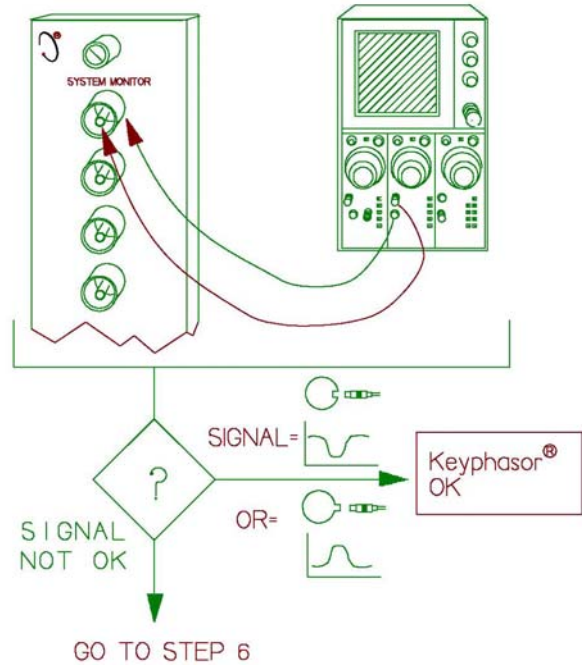 ®
SYSTEM MONITOR
SIGNAL=
Keyphasor®
OK
?
OR=
SIGNAL
NOT OK
GO TO STEP 6